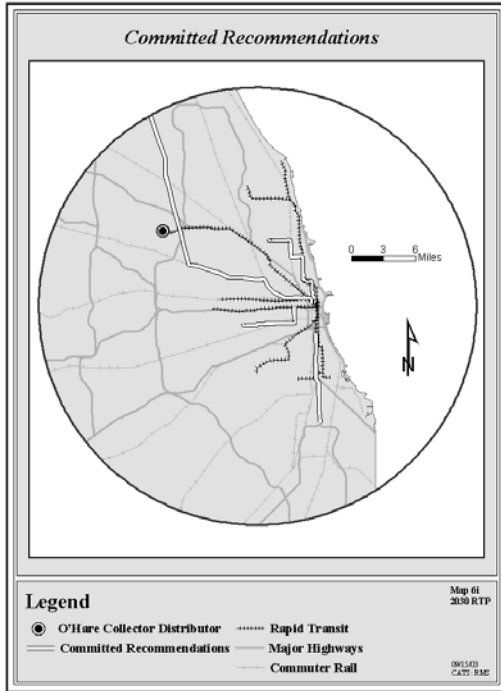 Committed Recommendations
0 3 6
Miles
N
Legend
Map 6i
2030 RTP
O'Hare Collector Distributor
Rapid Transit
Committed Recommendations
Major Highways
Commuter Rail
09/15/03
CATS: RMS